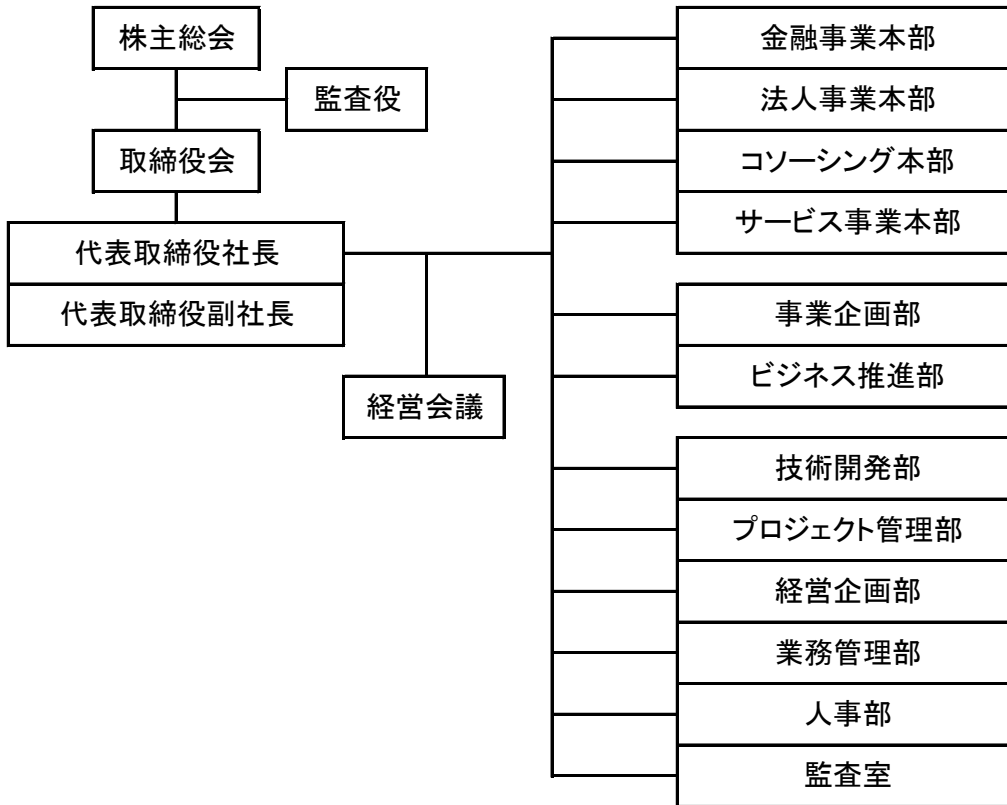 株主総会
監査役
取締役会
代表取締役社長
代表取締役副社長
経営会議
金融事業本部
法人事業本部
コソーシング本部
サービス事業本部
事業企画部
ビジネス推進部
技術開発部
プロジェクト管理部
経営企画部
業務管理部
人事部
監査室